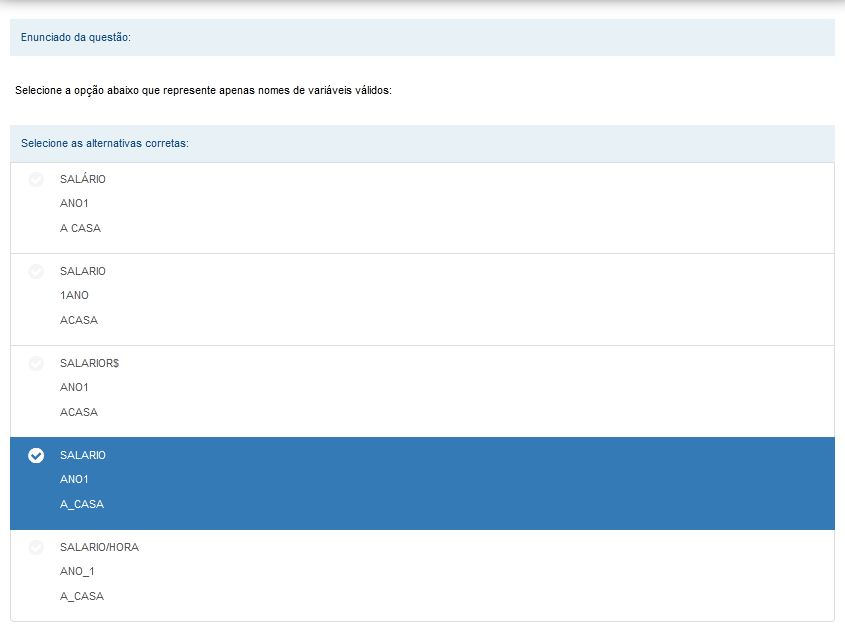 Enunciado da questão:
Selecione a opção abaixo que represente apenas nomes de variáveis válidos:
Selecione as alternativas corretas:
SALÁRIO
ANO1
A CASA
SALARIO
1ANO
ACASA
SALARIOR$
ANO1
ACASA
SALARIO
ANO1
A_CASA
SALARIO/HORA
ANO_1
A_CASA